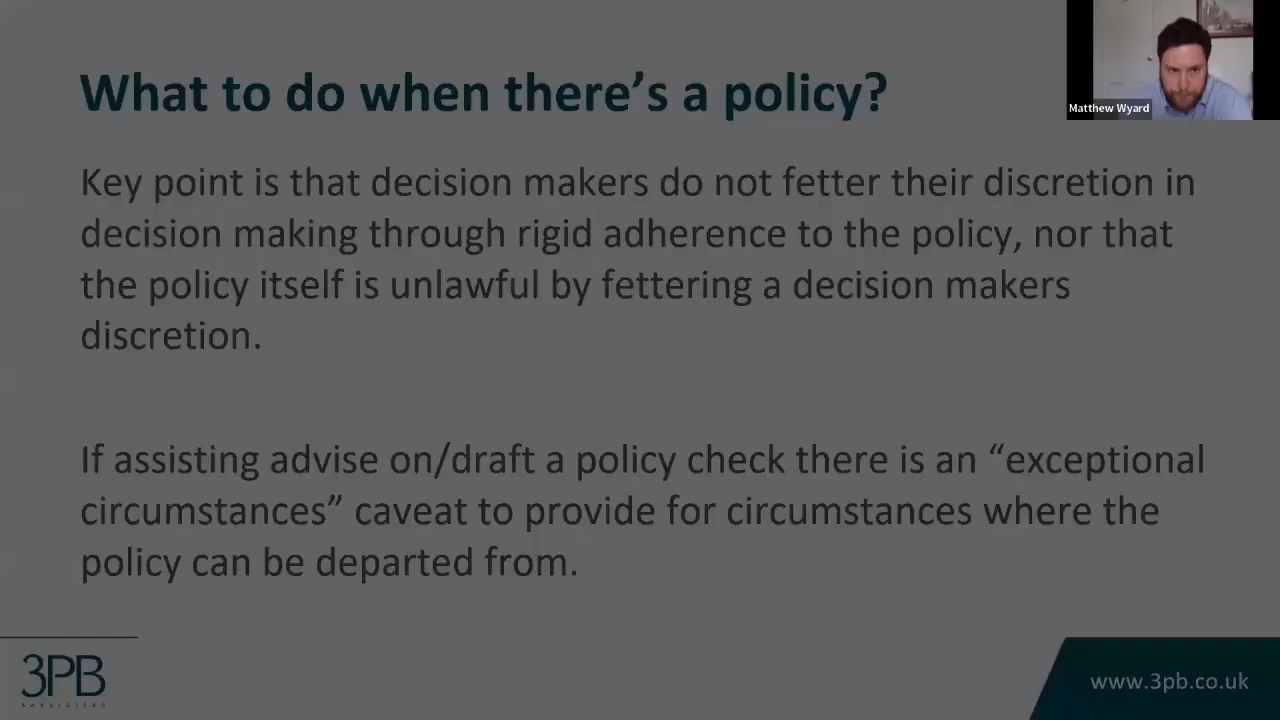 What to do when there's a policy?
Matthew Wyard
Key point is that decision makers do not fetter their discretion in
decision making through rigid adherence to the policy, nor that
the policy itself is unlawful by fettering a decision makers
discretion.
If assisting advise on/draft a policy check there is an “exceptional
circumstances” caveat to provide for circumstances where the
policy can be departed from.
3PB
BARRISTERS
www.3pb.co.uk